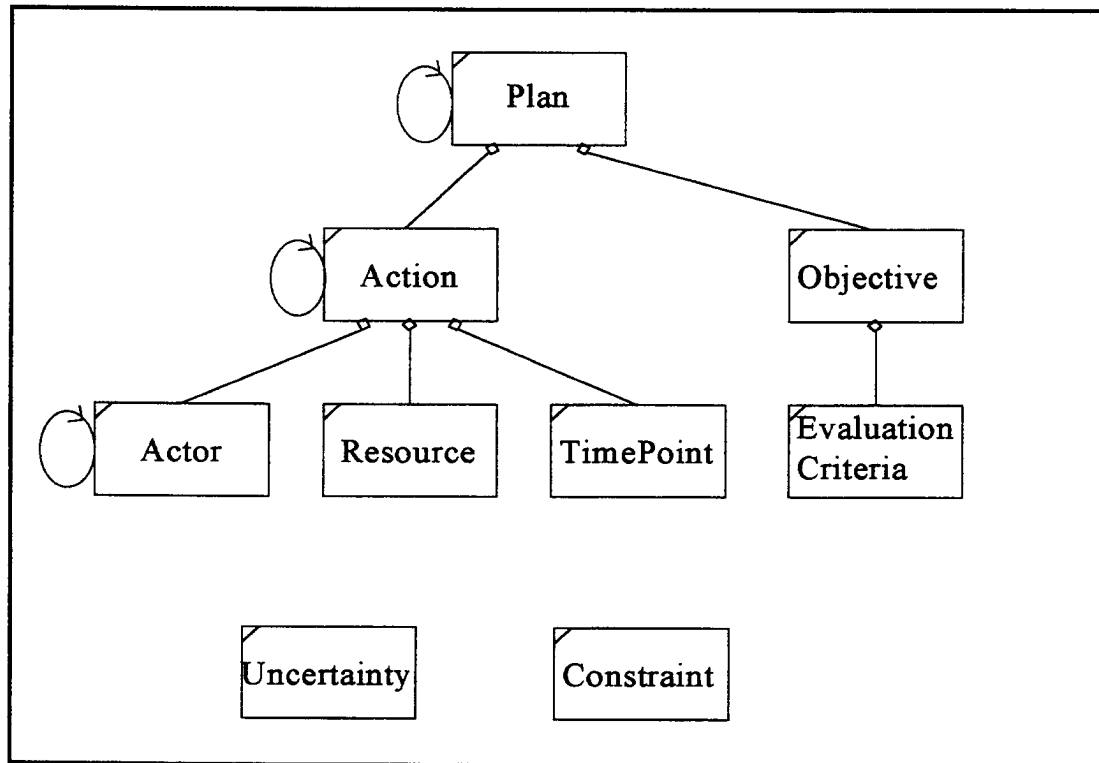 Plan
Action
Objective
Actor
Resource
TimePoint
Evaluation
Criteria
Uncertainty
Constraint